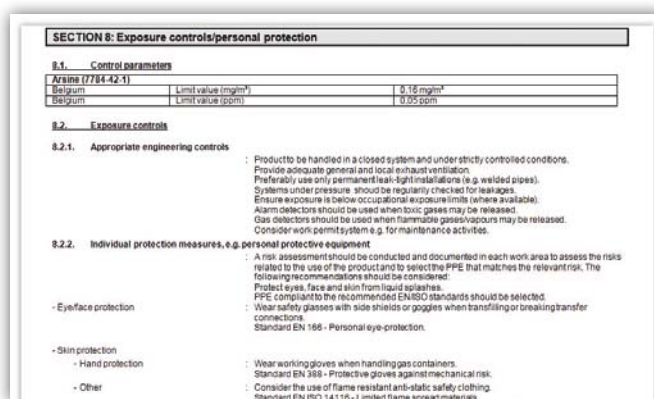 SECTION 8: Exposure controls/personal protection
8.1. Control parameters
Arsine (7784-42-1)
Belgium Limit value (mg/m³) 0,16 mg/m³
Belgium Limit value (ppm) 0,05 ppm
8.2. Exposure controls
8.2.1. Appropriate engineering controls
: Product to be handled in a closed system and under strictly controlled conditions.
Provide adequate general and local exhaust ventilation.
Preferably use only permanent leak-tight installations (e.g. welded pipes).
Systems under pressure shoud be regularily checked for leakages.
Ensure exposure is below occupational exposure limits (where available).
Alarm detectors should be used when toxic gases may be released.
Gas detectors should be used when flammable gases/vapours may be released.
Consider work permit system e.g. for maintenance activities.
8.2.2. Individual protection measures, e.g. personal protective equipment
: A risk assessment should be conducted and documented in each work area to assess the risks
related to the use of the product and to select the PPE that matches the relevant risk. The
following recommendations should be considered:
Protect eyes, face and skin from liquid splashes.
PPE compliant to the recommended EN/ISO standards should be selected.
- Eye/face protection : Wear safety glasses with side shields or goggles when transfilling or breaking transfer
connections.
Standard EN 166 - Personal eye-protection.
- Skin protection
- Hand protection : Wear working gloves when handling gas containers.
Standard EN 388 - Protective gloves against mechanical risk.
- Other : Consider the use of flame resistant anti-static safety clothing.
Standard EN ISO 14116 - Limited flame spread materials.